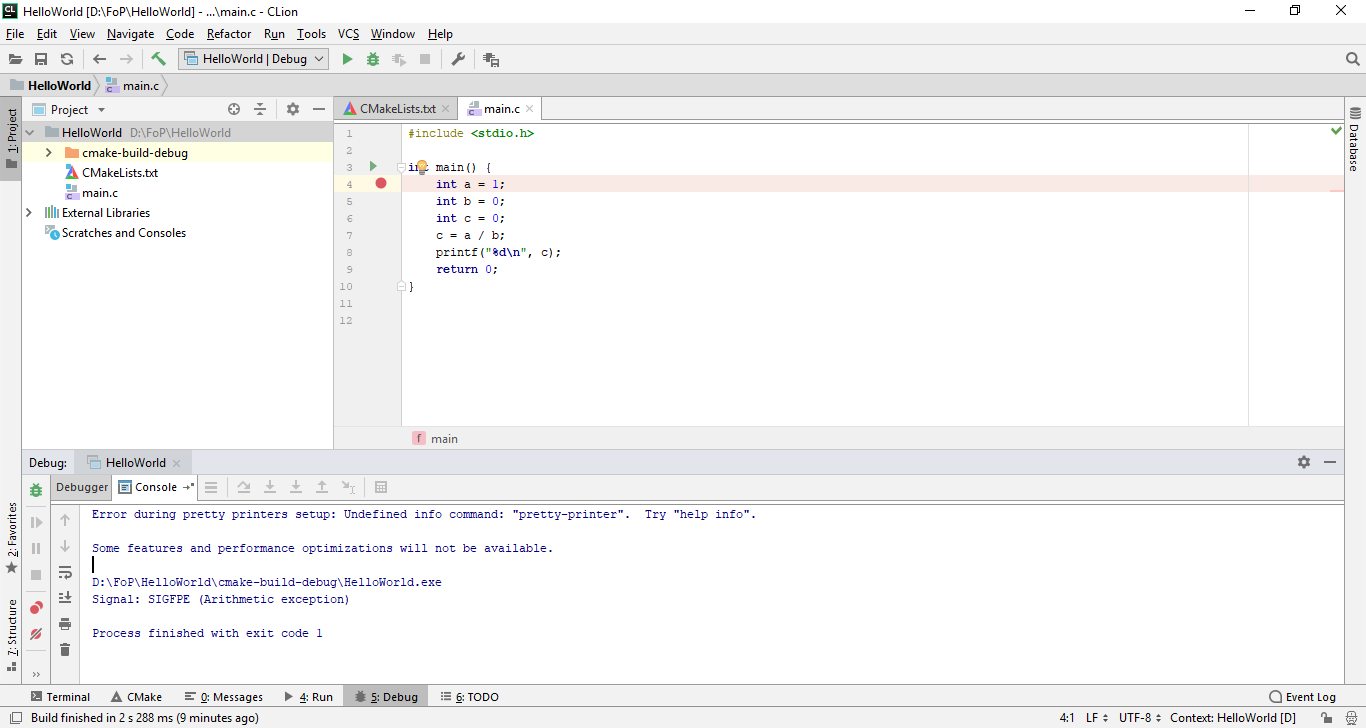 HelloWorld [D:\FoP\HelloWorld] - ...\main.c - CLion
File Edit View Navigate Code Refactor Run Tools VCS Window Help
HelloWorld | Debug
HelloWorld main.c
1: Project
Project
HelloWorld D:\FoP\HelloWorld
cmake-build-debug
CMakeLists.txt
main.c
External Libraries
Scratches and Consoles
CMakeLists.txt main.c
1 #include <stdio.h>
2
3 int main() {
4 int a = 1;
5 int b = 0;
6 int c = 0;
7 c = a / b;
8 printf("%d\n", c);
9 return 0;
10 }
11
12
f main
Database
Debug: HelloWorld
Debugger Console
Error during pretty printers setup: Undefined info command: "pretty-printer".  Try "help info".
Some features and performance optimizations will not be available.
D:\FoP\HelloWorld\cmake-build-debug\HelloWorld.exe
Signal: SIGFPE (Arithmetic exception)
Process finished with exit code 1
2: Favorites
7: Structure
Terminal CMake 0: Messages 4: Run 5: Debug 6: TODO Event Log
Build finished in 2 s 288 ms (9 minutes ago) 4:1 LF UTF-8 Context: HelloWorld [D]